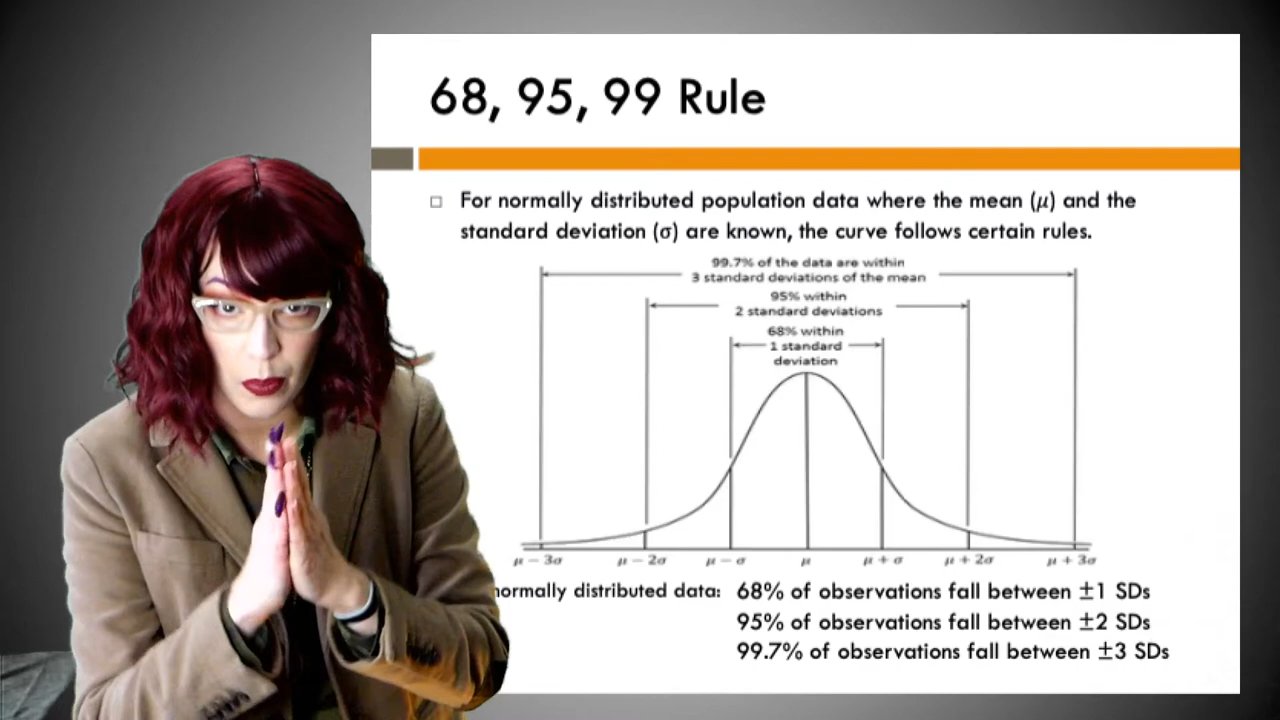 68, 95, 99 Rule
For normally distributed population data where the mean (μ) and the
standard deviation (σ) are known, the curve follows certain rules.
99.7% of the data are within
3 standard deviations of the mean
95% within
2 standard deviations
68% within
1 standard
deviation
μ − 3σ μ − 2σ μ − σ μ μ + σ μ + 2σ μ + 3σ
normally distributed data: 68% of observations fall between ±1 SDs
95% of observations fall between ±2 SDs
99.7% of observations fall between ±3 SDs